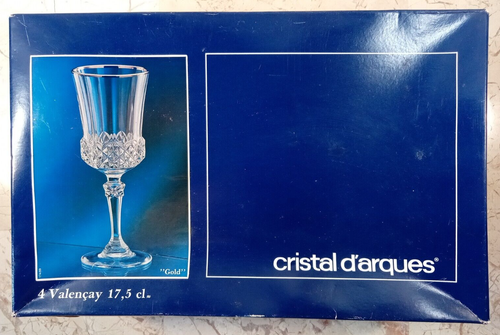 "Gold"
cristal d'arques®
4 Valençay 17,5 cl